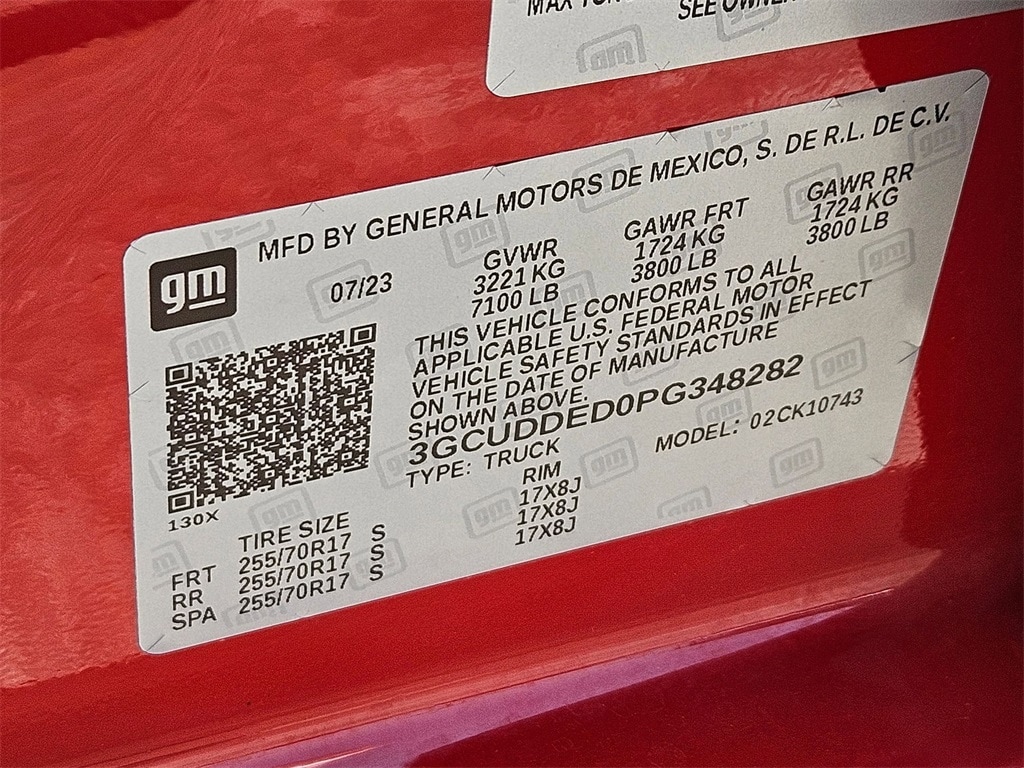 SEE OWNER
gm
MFD BY GENERAL MOTORS DE MEXICO, S. DE R.L. DE C.V.
gm
07/23
GVWR
3221 KG
7100 LB
GAWR FRT
1724 KG
3800 LB
GAWR RR
1724 KG
3800 LB
THIS VEHICLE CONFORMS TO ALL
APPLICABLE U.S. FEDERAL MOTOR
VEHICLE SAFETY STANDARDS IN EFFECT
ON THE DATE OF MANUFACTURE
SHOWN ABOVE.
3GCUDDED0PG348282
TYPE: TRUCK
MODEL: 02CK10743
130X
TIRE SIZE RIM
FRT 255/70R17 S 17X8J
RR 255/70R17 S 17X8J
SPA 255/70R17 S 17X8J